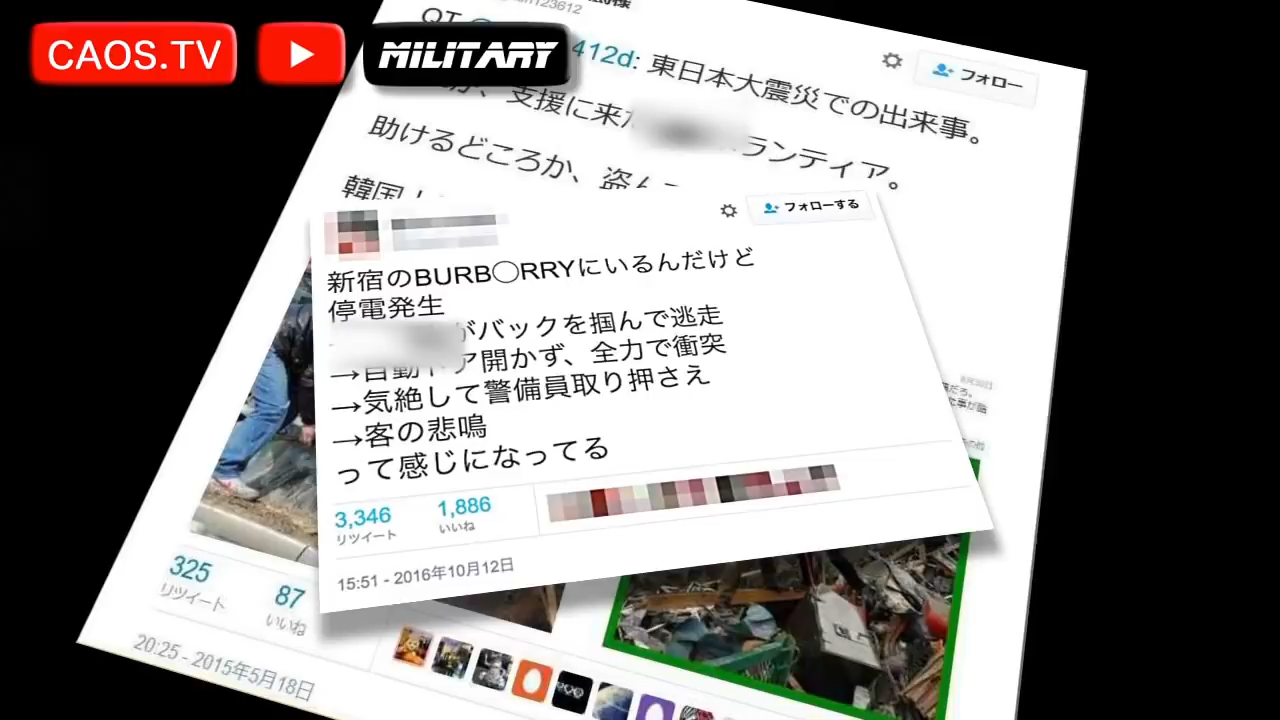 CAOS.TV
MILITARY
123612
QT
412d: 東日本大震災での出来事。
フォロー
支援に来た
ランティア。
助けるどころか、盗ん
韓国
フォローする
新宿のBURB◯RRYにいるんだけど
停電発生
がバックを掴んで逃走
→自動ドア開かず、全力で衝突
→気絶して警備員取り押さえ
→客の悲鳴
って感じになってる
3,346
1,886
リツイート
いいね
15:51 - 2016年10月12日
325
87
リツイート
いいね
20:25 - 2015年5月18日